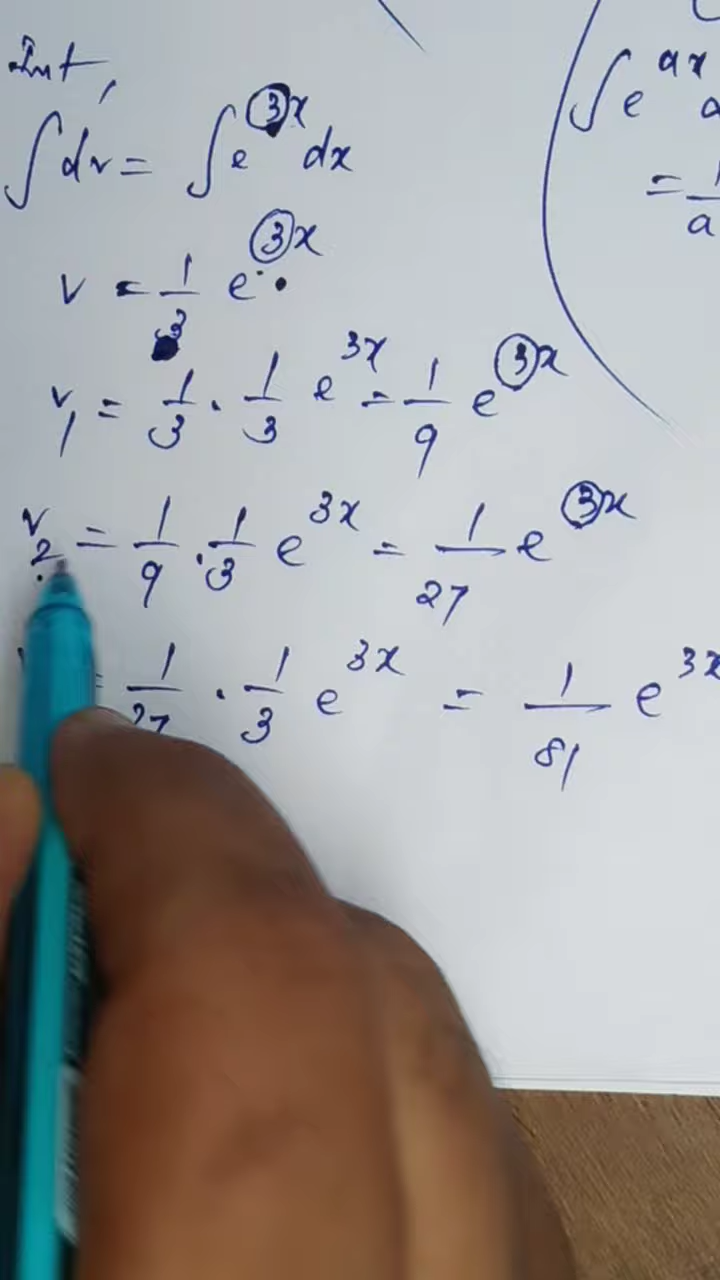 Int,
∫dv = ∫e^{3x} dx
v = 1/3 e^{3x}
v₁ = 1/3 . 1/3 e^{3x} = 1/9 e^{3x}
v₂ = 1/9 . 1/3 e^{3x} = 1/27 e^{3x}
= 1/27 . 1/3 e^{3x} = 1/81 e^{3x}
∫e^{ax}
= 1/a